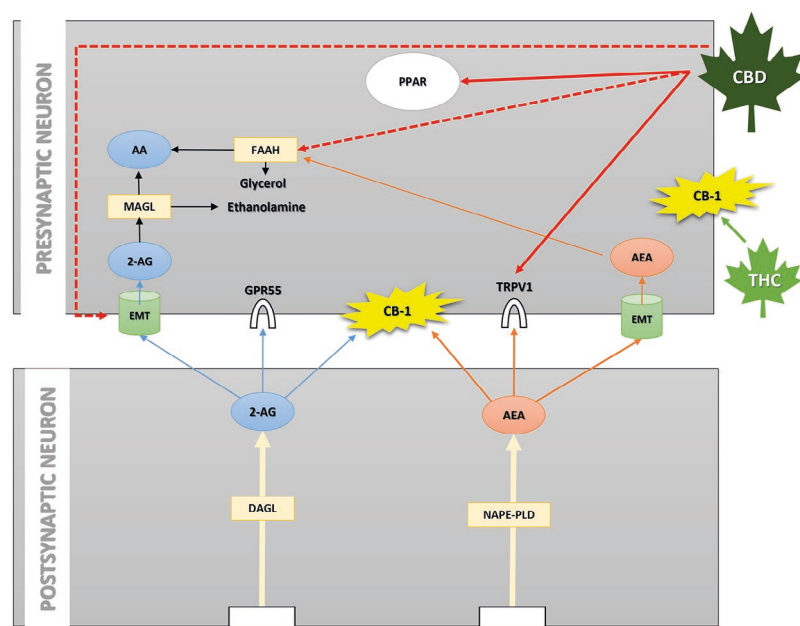 PRESYNAPTIC NEURON
PPAR
CBD
AA
FAAH
Glycerol
MAGL
Ethanolamine
CB-1
2-AG
AEA
THC
GPR55
TRPV1
EMT
CB-1
EMT
POSTSYNAPTIC NEURON
2-AG
AEA
DAGL
NAPE-PLD